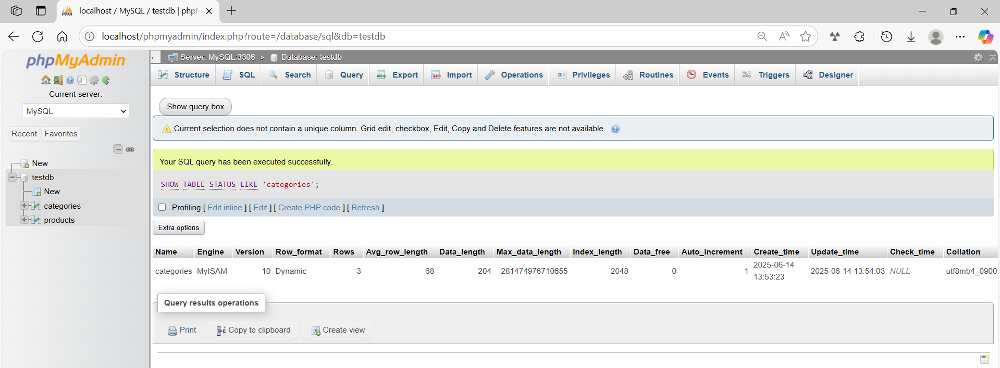 localhost / MySQL / testdb | php
localhost/phpmyadmin/index.php?route=/database/sql&db=testdb
phpMyAdmin
Current server:
MySQL
Recent Favorites
New
testdb
New
categories
products
Server: MySQL:3306 » Database: testdb
Structure SQL Search Query Export Import Operations Privileges Routines Events Triggers Designer
Show query box
Current selection does not contain a unique column. Grid edit, checkbox, Edit, Copy and Delete features are not available.
Your SQL query has been executed successfully.
SHOW TABLE STATUS LIKE 'categories';
Profiling [ Edit inline ] [ Edit ] [ Create PHP code ] [ Refresh ]
Extra options
Name Engine Version Row_format Rows Avg_row_length Data_length Max_data_length Index_length Data_free Auto_increment Create_time Update_time Check_time Collation
categories MyISAM 10 Dynamic 3 68 204 281474976710655 2048 0 1 2025-06-14 13:53:23 2025-06-14 13:54:03 NULL utf8mb4_0900_
Query results operations
Print Copy to clipboard Create view